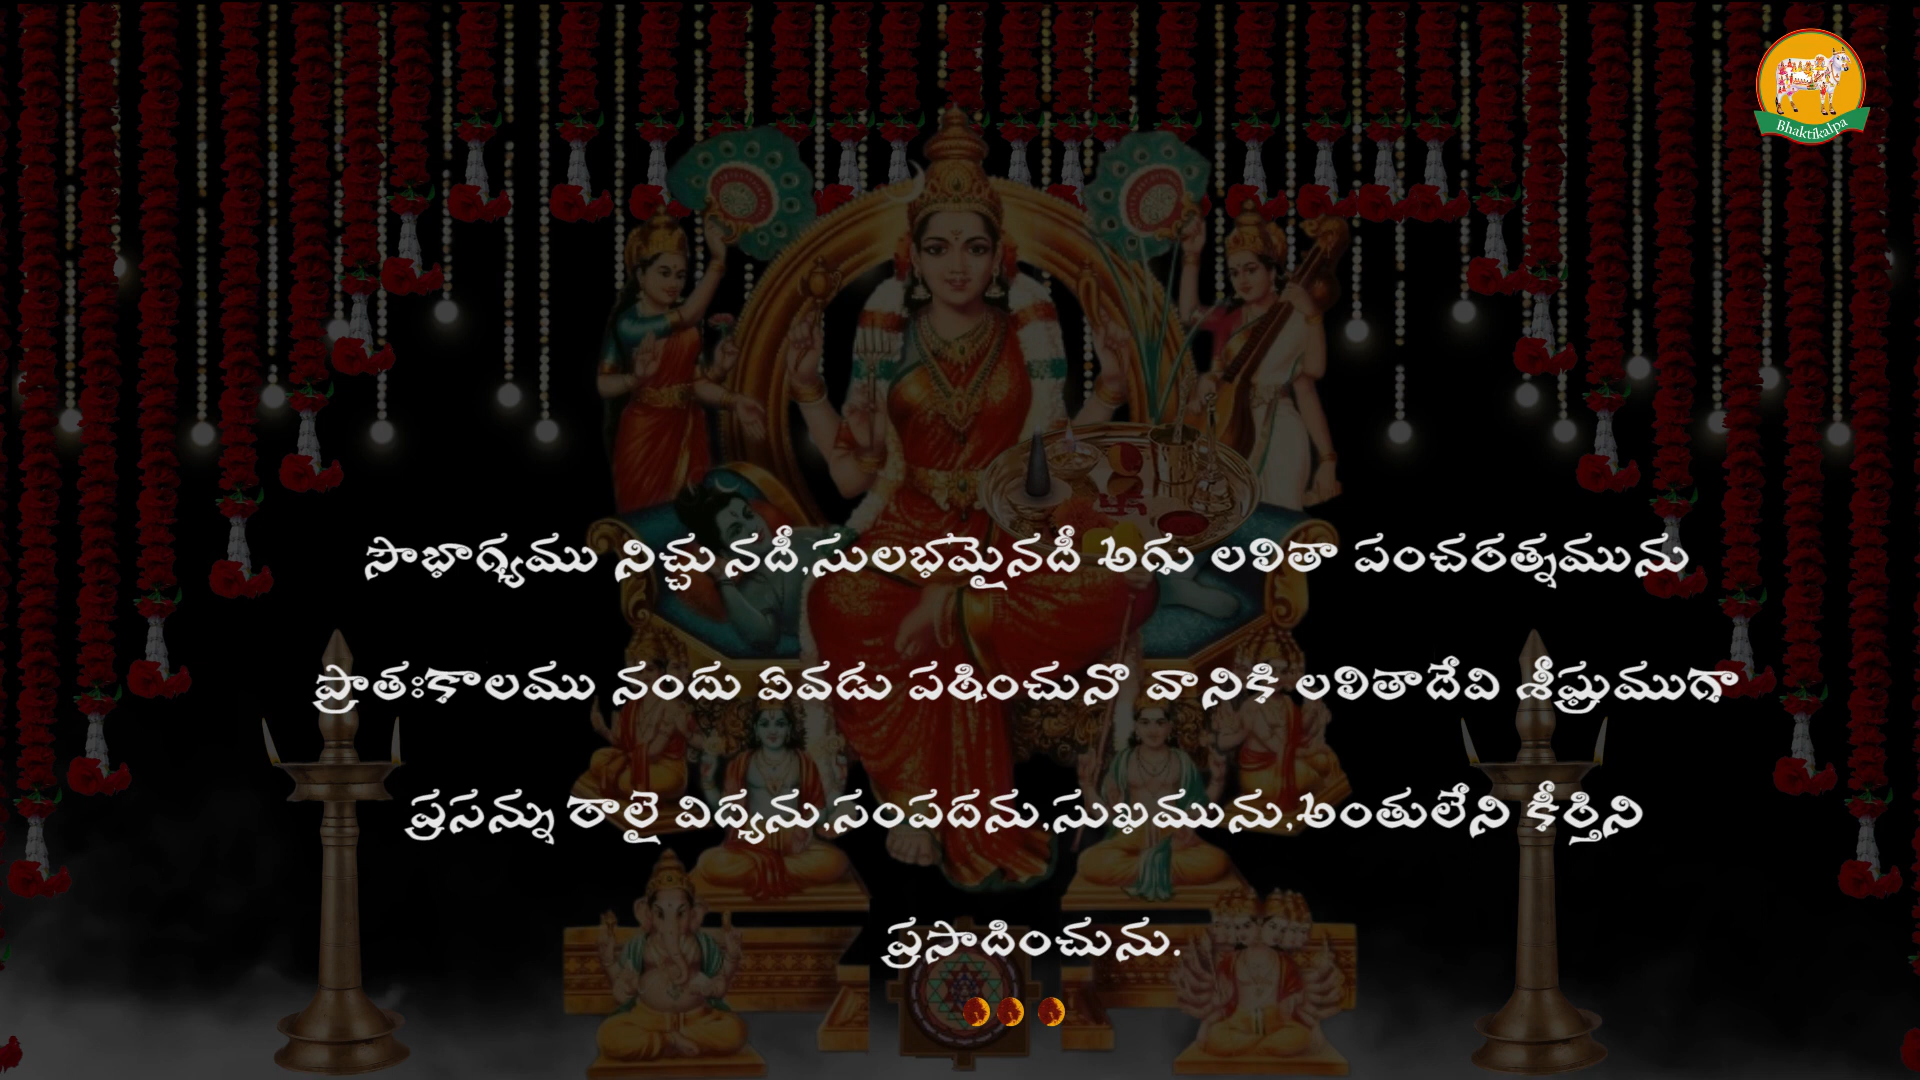 Bhaktikalpa
సౌభాగ్యము నిచ్చునదీ,సులభమైనదీ అగు లలితా పంచరత్నమును
ప్రాతఃకాలము నందు ఏవడు పఠించునొ వానికి లలితాదేవి శీఘ్రముగా
ప్రసన్ను రాలై విద్యను,సంపదను,సుఖమును,అంతులేని కీర్తిని
ప్రసాదించును.